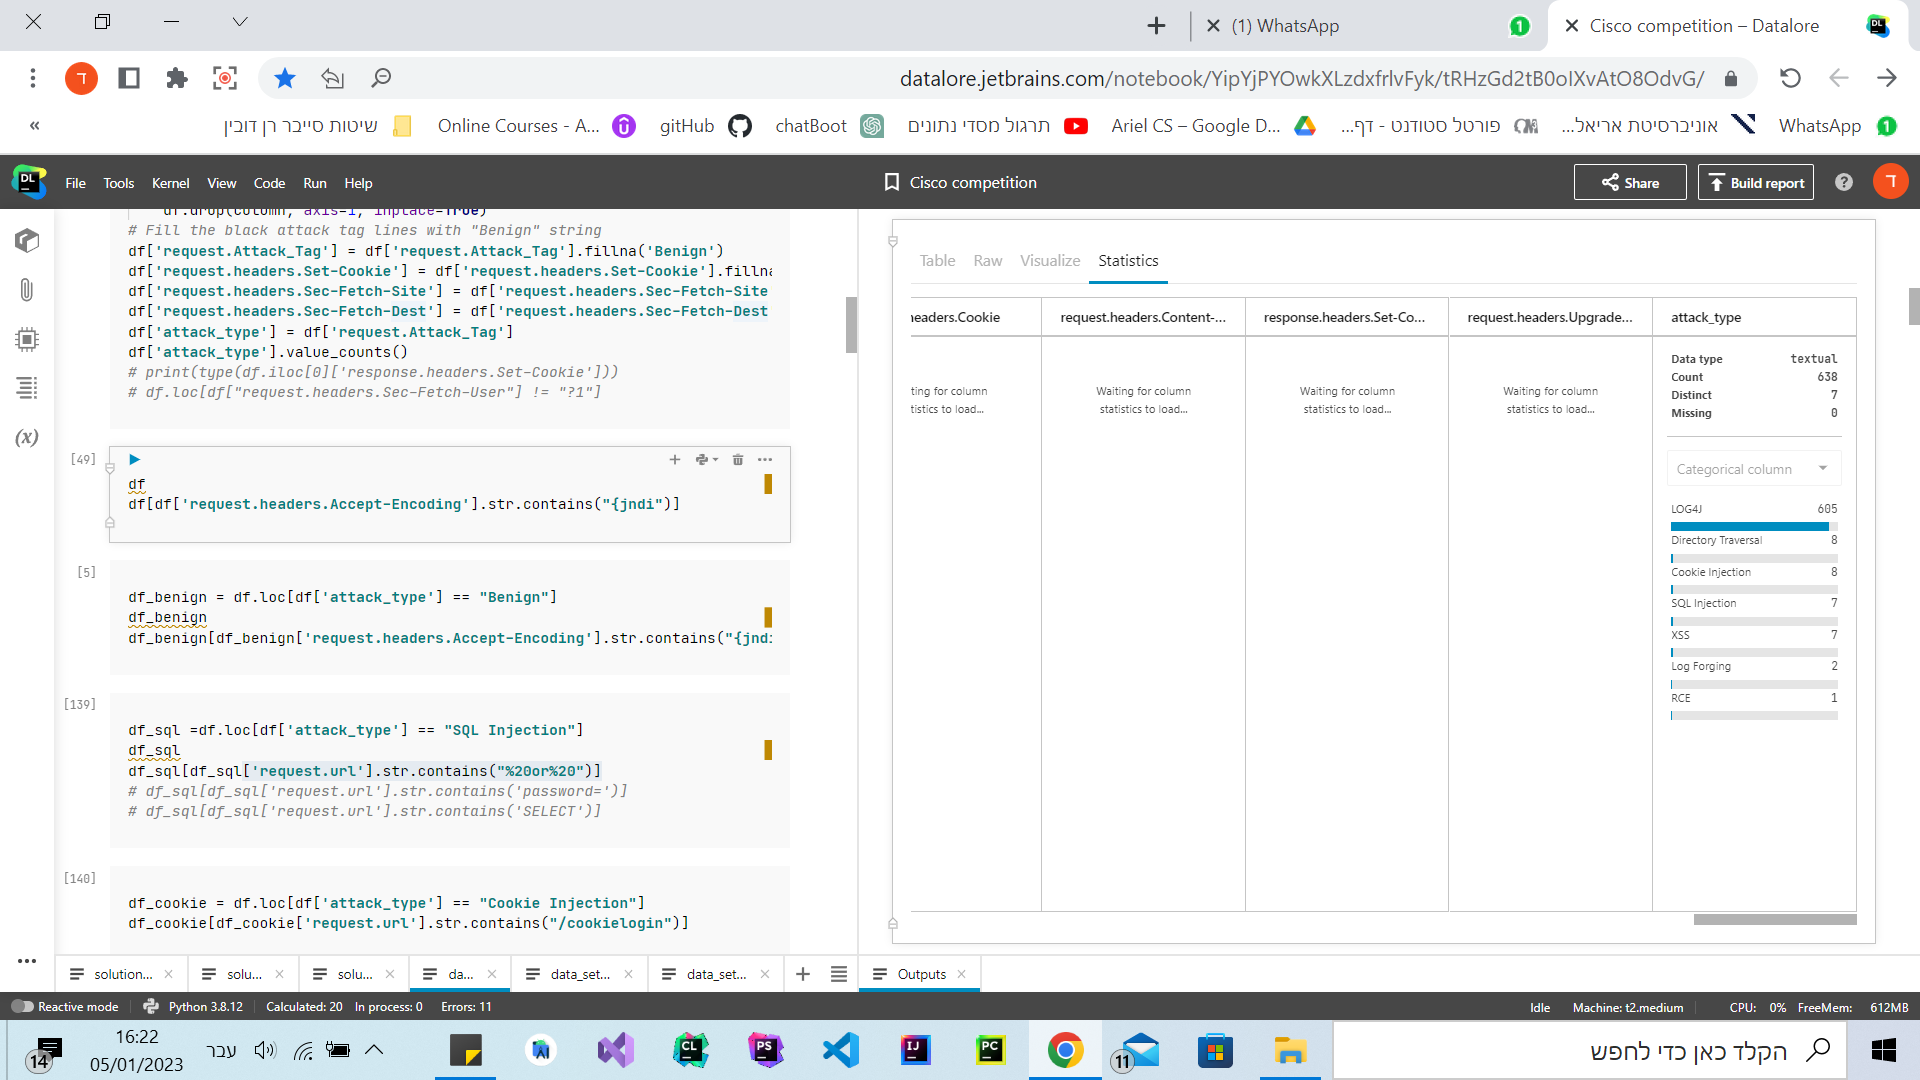 (1) WhatsApp
Cisco competition – Datalore
datalore.jetbrains.com/notebook/YipYjPYOwkXLzdxfrlvFyk/tRHzGd2tB0oIXvAtO8OdvG/
שיטות סייבר רן דובין
Online Courses - A...
gitHub
chatBoot
תרגול מסדי נתונים
Ariel CS – Google D...
פורטל סטודנט - דף...
אוניברסיטת אריאל...
WhatsApp
File Tools Kernel View Code Run Help
Cisco competition
Share
Build report
df.drop(column, axis=1, inplace=True)
# Fill the black attack tag lines with "Benign" string
df['request.Attack_Tag'] = df['request.Attack_Tag'].fillna('Benign')
df['request.headers.Set-Cookie'] = df['request.headers.Set-Cookie'].fillna
df['request.headers.Sec-Fetch-Site'] = df['request.headers.Sec-Fetch-Site
df['request.headers.Sec-Fetch-Dest'] = df['request.headers.Sec-Fetch-Dest
df['attack_type'] = df['request.Attack_Tag']
df['attack_type'].value_counts()
# print(type(df.iloc[0]['response.headers.Set-Cookie']))
# df.loc[df["request.headers.Sec-Fetch-User"] != "?1"]
[49]
df
df[df['request.headers.Accept-Encoding'].str.contains("{jndi")]
[5]
df_benign = df.loc[df['attack_type'] == "Benign"]
df_benign
df_benign[df_benign['request.headers.Accept-Encoding'].str.contains("{jndi
[139]
df_sql =df.loc[df['attack_type'] == "SQL Injection"]
df_sql
df_sql[df_sql['request.url'].str.contains("%20or%20")]
# df_sql[df_sql['request.url'].str.contains('password=')]
# df_sql[df_sql['request.url'].str.contains('SELECT')]
[140]
df_cookie = df.loc[df['attack_type'] == "Cookie Injection"]
df_cookie[df_cookie['request.url'].str.contains("/cookielogin")]
Table Raw Visualize Statistics
eaders.Cookie
request.headers.Content-...
response.headers.Set-Co...
request.headers.Upgrade...
attack_type
ting for column
tistics to load...
Waiting for column
statistics to load...
Waiting for column
statistics to load...
Waiting for column
statistics to load...
Data type textual
Count 638
Distinct 7
Missing 0
Categorical column
LOG4J 605
Directory Traversal 8
Cookie Injection 8
SQL Injection 7
XSS 7
Log Forging 2
RCE 1
solution...
solu...
solu...
da...
data_set...
data_set...
Outputs
Reactive mode
Python 3.8.12
Calculated: 20
In process: 0
Errors: 11
Idle
Machine: t2.medium
CPU: 0%
FreeMem: 612MB
14
16:22
05/01/2023
עבר
11
הקלד כאן כדי לחפש